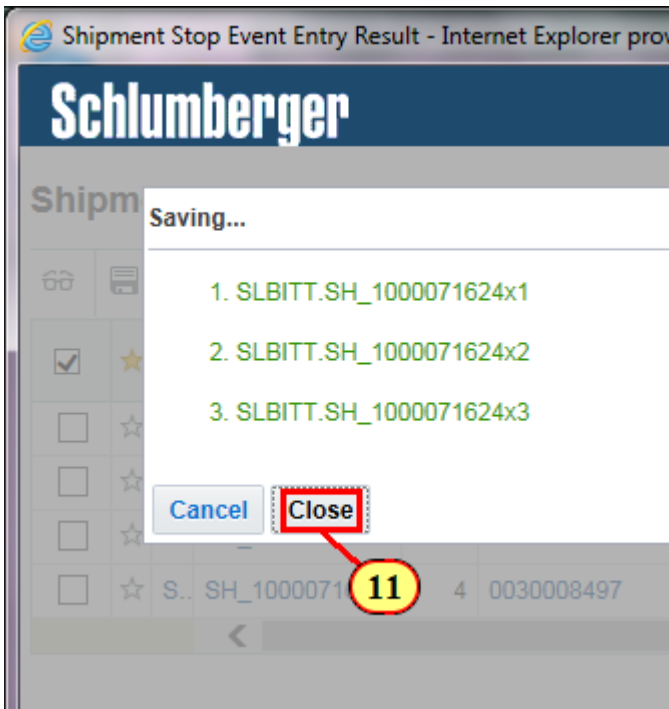 Shipment Stop Event Entry Result - Internet Explorer prov
Schlumberger
Shipm
Saving...
1. SLBITT.SH_1000071624x1
2. SLBITT.SH_1000071624x2
3. SLBITT.SH_1000071624x3
Cancel Close
S.. SH_1000071 11 4 0030008497